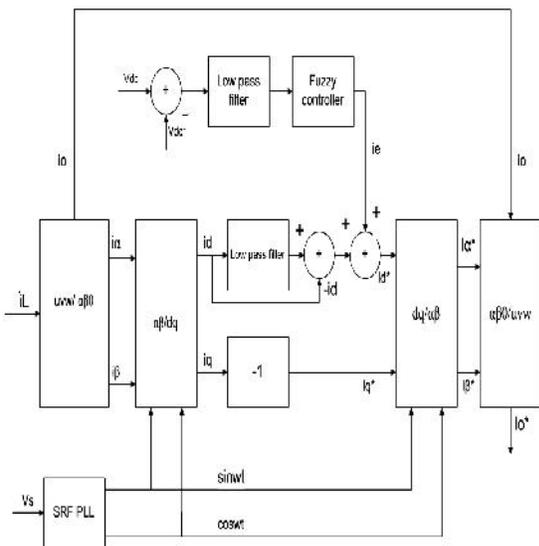 Low pass
filter
Fuzzy
controller
Vdc
+
-
Vdc*
ie
io
io
uvw/ αβ0
iα
id
+
+
+
Iα*
iL
αβ/dq
Low pass filter
+
+
Id*
-id
dq/αβ
αβ0/uvw
iβ
iq
-1
Iq*
Iβ*
Io*
sinwt
Vs
SRF PLL
coswt